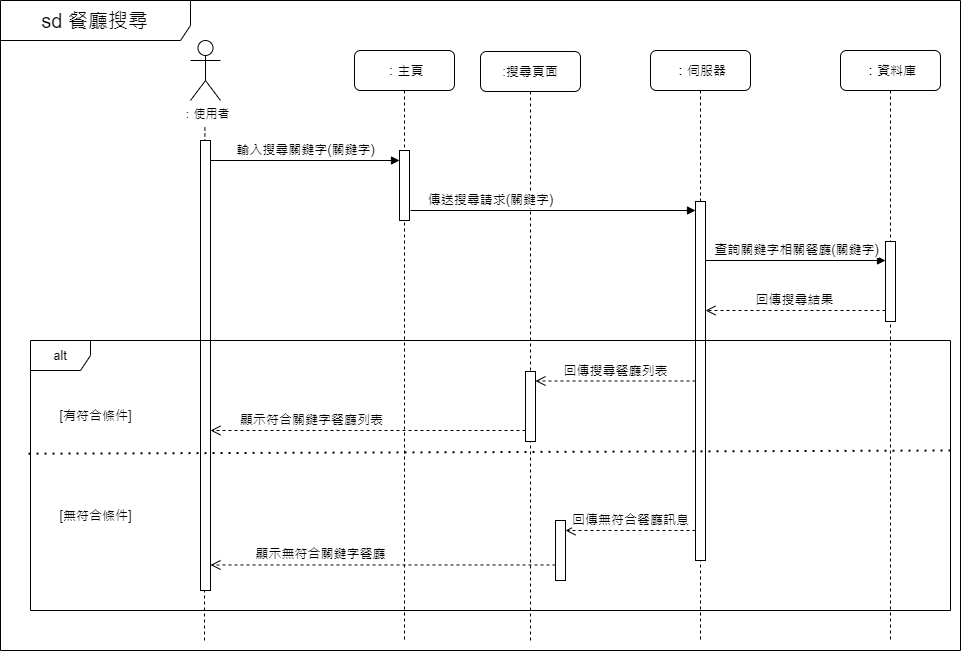 sd 餐廳搜尋
: 主頁
:搜尋頁面
: 伺服器
: 資料庫
: 使用者
輸入搜尋關鍵字(關鍵字)
傳送搜尋請求(關鍵字)
查詢關鍵字相關餐廳(關鍵字)
回傳搜尋結果
alt
回傳搜尋餐廳列表
[有符合條件]
顯示符合關鍵字餐廳列表
[無符合條件]
回傳無符合餐廳訊息
顯示無符合關鍵字餐廳